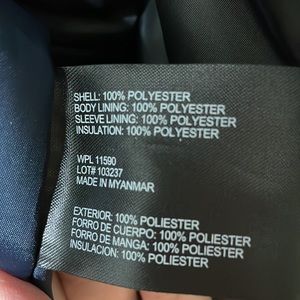 SHELL: 100% POLYESTER
BODY LINING: 100% POLYESTER
SLEEVE LINING: 100% POLYESTER
INSULATION: 100% POLYESTER
WPL 11590
LOT# 103237
MADE IN MYANMAR
EXTERIOR: 100% POLIESTER
FORRO DE CUERPO: 100% POLIESTER
FORRO DE MANGA: 100% POLIESTER
INSULACION: 100% POLIESTER